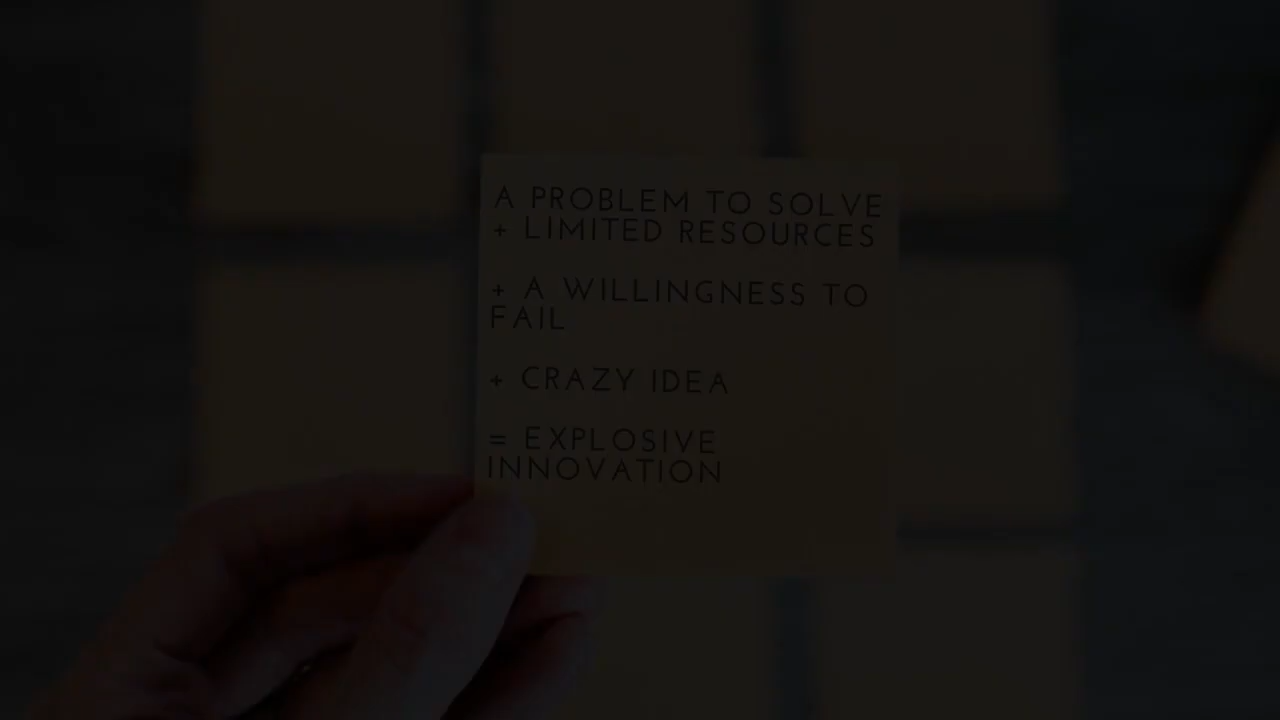 A PROBLEM TO SOLVE
+ LIMITED RESOURCES
+ A WILLINGNESS TO
FAIL
+ CRAZY IDEA
= EXPLOSIVE
INNOVATION